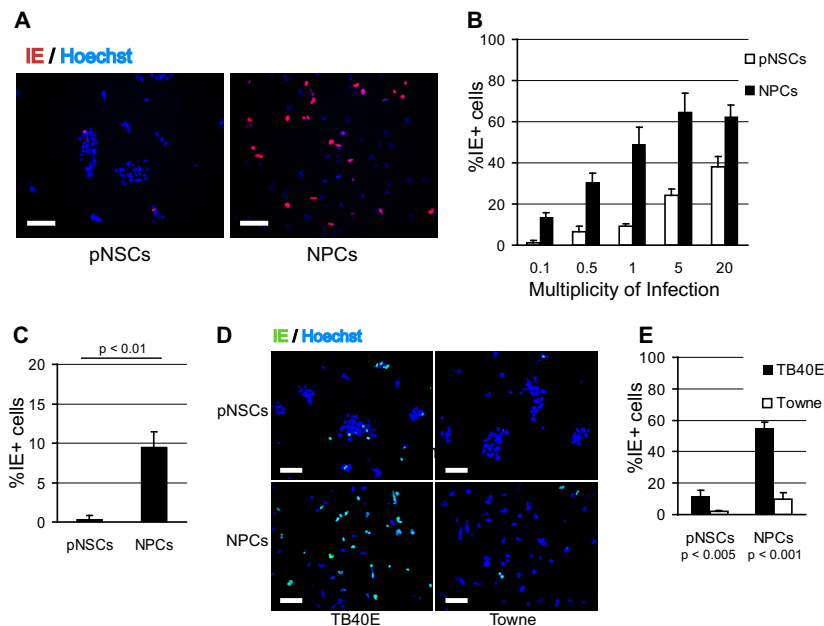 A
IE / Hoechst
pNSCs
NPCs
B
%IE+ cells
100
80
60
40
20
0
0.1
0.5
1
5
20
Multiplicity of Infection
pNSCs
NPCs
C
p < 0.01
%IE+ cells
20
15
10
5
0
pNSCs
NPCs
D
IE / Hoechst
pNSCs
NPCs
TB40E
Towne
E
%IE+ cells
100
80
60
40
20
0
TB40E
Towne
pNSCs
NPCs
p < 0.005
p < 0.001